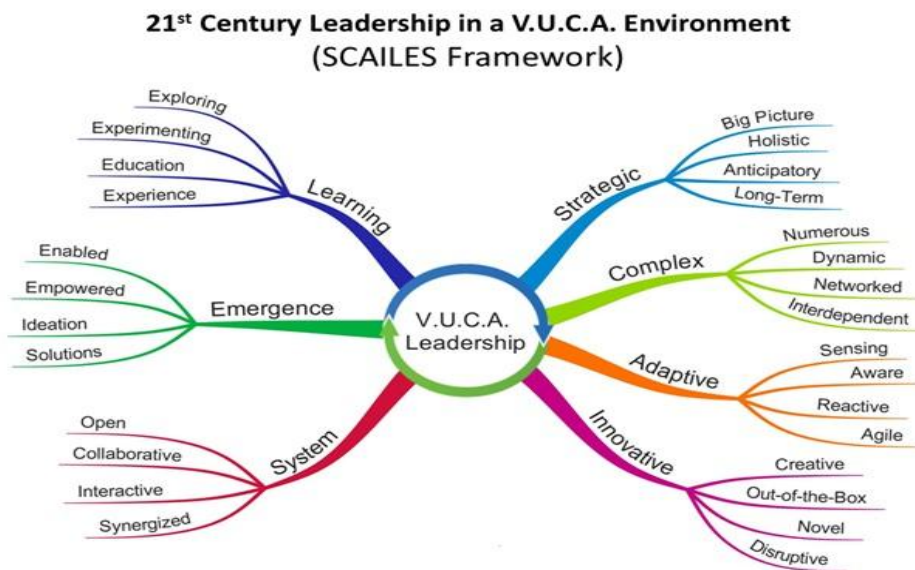 21st Century Leadership in a V.U.C.A. Environment
(SCAILES Framework)
Exploring
Experimenting
Education
Experience
Learning
Enabled
Empowered
Ideation
Solutions
Emergence
Open
Collaborative
Interactive
Synergized
System
V.U.C.A.
Leadership
Strategic
Big Picture
Holistic
Anticipatory
Long-Term
Complex
Numerous
Dynamic
Networked
Interdependent
Adaptive
Sensing
Aware
Reactive
Agile
Innovative
Creative
Out-of-the-Box
Novel
Disruptive